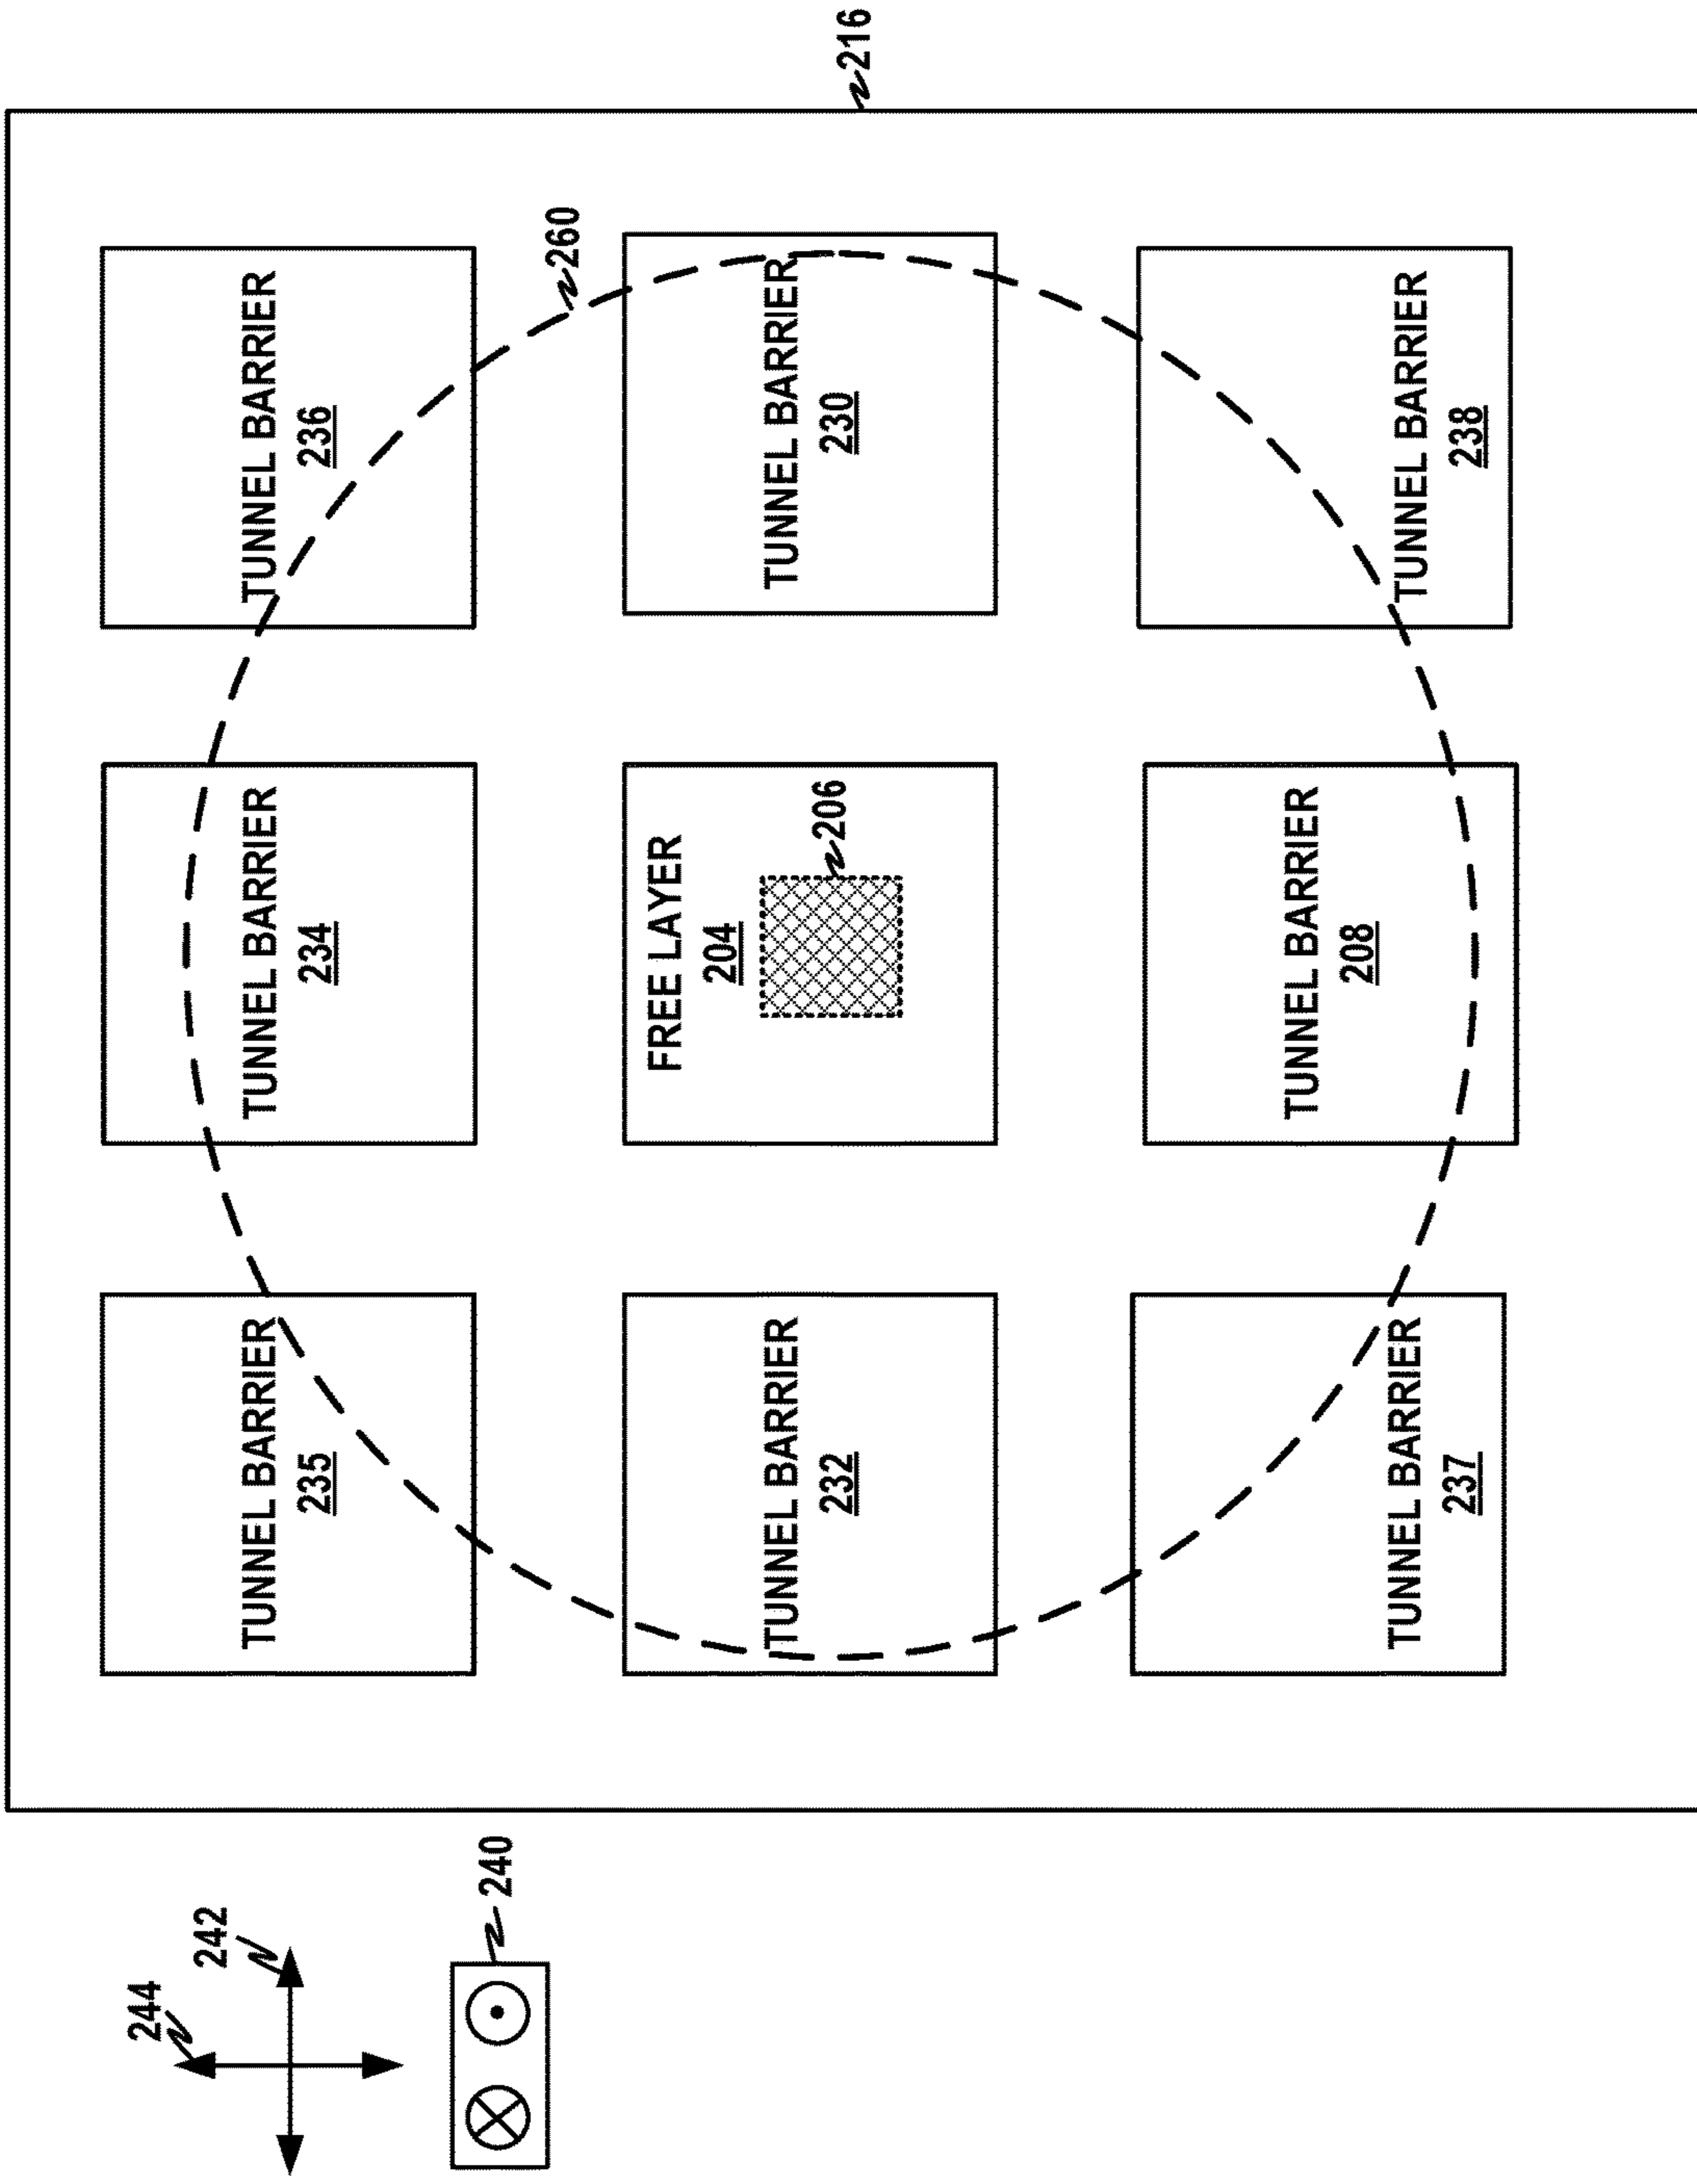 244
242
TUNNEL BARRIER
235
TUNNEL BARRIER
234
TUNNEL BARRIER
236
240
260
TUNNEL BARRIER
232
FREE LAYER
204
206
TUNNEL BARRIER
230
216
TUNNEL BARRIER
237
TUNNEL BARRIER
208
TUNNEL BARRIER
238